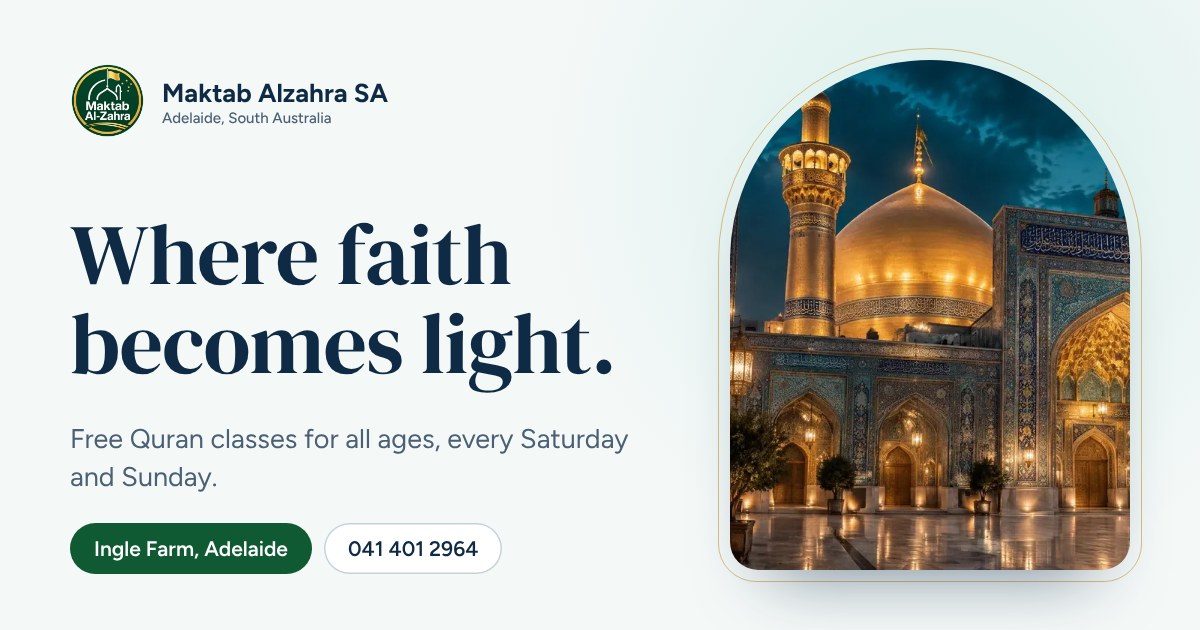 Maktab
Al-Zahra
Maktab Alzahra SA
Adelaide, South Australia
Where faith
becomes light.
Free Quran classes for all ages, every Saturday
and Sunday.
Ingle Farm, Adelaide
041 401 2964